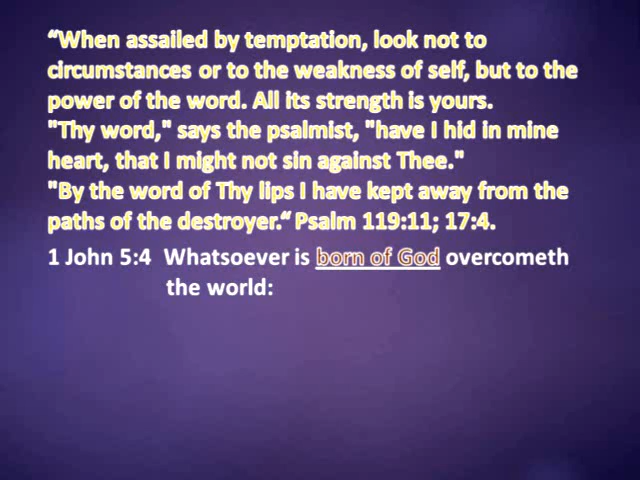 “When assailed by temptation, look not to
circumstances or to the weakness of self, but to the
power of the word. All its strength is yours.
"Thy word," says the psalmist, "have I hid in mine
heart, that I might not sin against Thee."
"By the word of Thy lips I have kept away from the
paths of the destroyer.“ Psalm 119:11; 17:4.
1 John 5:4 Whatsoever is born of God overcometh
the world: